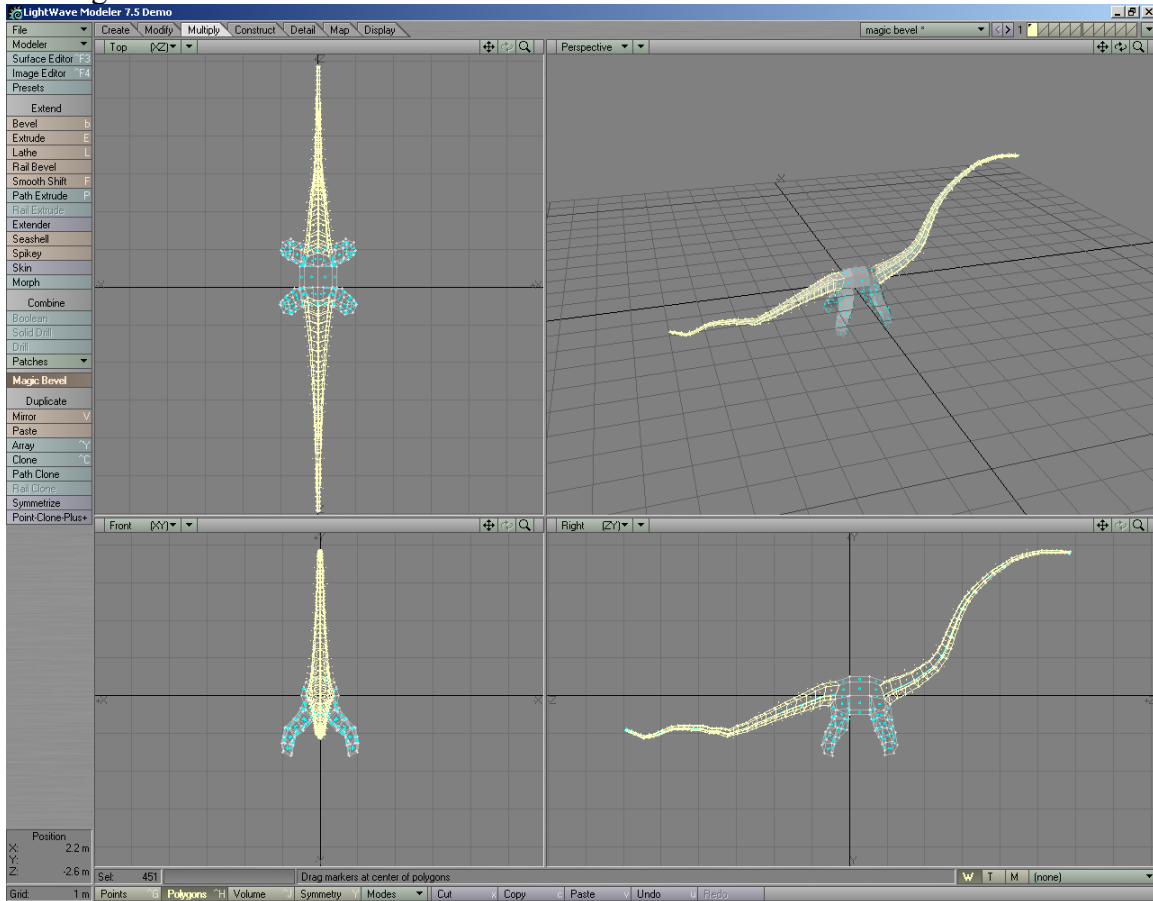 LightWave Modeler 7.5 Demo
File Create Modify Multiply Construct Detail Map Display magic bevel * 1
Modeler Top (XZ) Perspective
Surface Editor ^F3
Image Editor ^F4
Presets
Extend
Bevel b
Extrude E
Lathe L
Rail Bevel
Smooth Shift F
Path Extrude P
Rail Extrude
Extender
Seashell
Spikey
Skin
Morph
Combine
Boolean
Solid Drill
Drill
Patches
Magic Bevel
Duplicate
Mirror V
Paste
Array ^Y
Clone ^C
Path Clone
Rail Clone
Symmetrize
Point-Clone-Plus+
Front (XY) Right (ZY)
Position
X: 2.2 m
Y:
Z: -2.6 m
Sel: 451 Drag markers at center of polygons W T M (none)
Grid: 1 m Points ^G Polygons ^H Volume ^J Symmetry Y Modes Cut x Copy c Paste v Undo u Redo